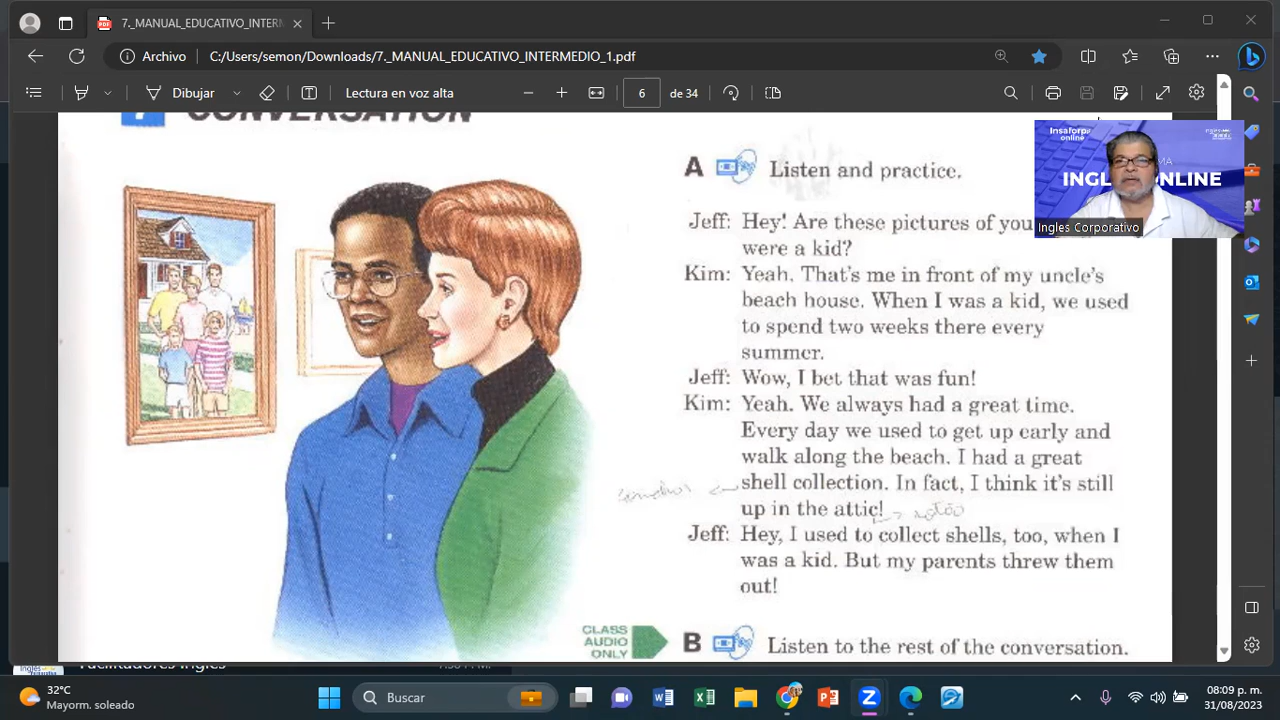 7._MANUAL_EDUCATIVO_INTERM
Archivo
C:/Users/semon/Downloads/7._MANUAL_EDUCATIVO_INTERMEDIO_1.pdf
Dibujar
Lectura en voz alta
6
de 34
CONVERSATION
Insaforp
online
INGL
ONLINE
Ingles Corporativo
A Listen and practice.
Jeff: Hey! Are these pictures of you
were a kid?
Kim: Yeah. That's me in front of my uncle's
beach house. When I was a kid, we used
to spend two weeks there every
summer.
Jeff: Wow, I bet that was fun!
Kim: Yeah. We always had a great time.
Every day we used to get up early and
walk along the beach. I had a great
shell collection. In fact, I think it's still
up in the attic!
Jeff: Hey, I used to collect shells, too, when I
was a kid. But my parents threw them
out!
CLASS
AUDIO
ONLY
B Listen to the rest of the conversation.
Facilitadores Ingles
32°C
Mayorm. soleado
Buscar
08:09 p. m.
31/08/2023